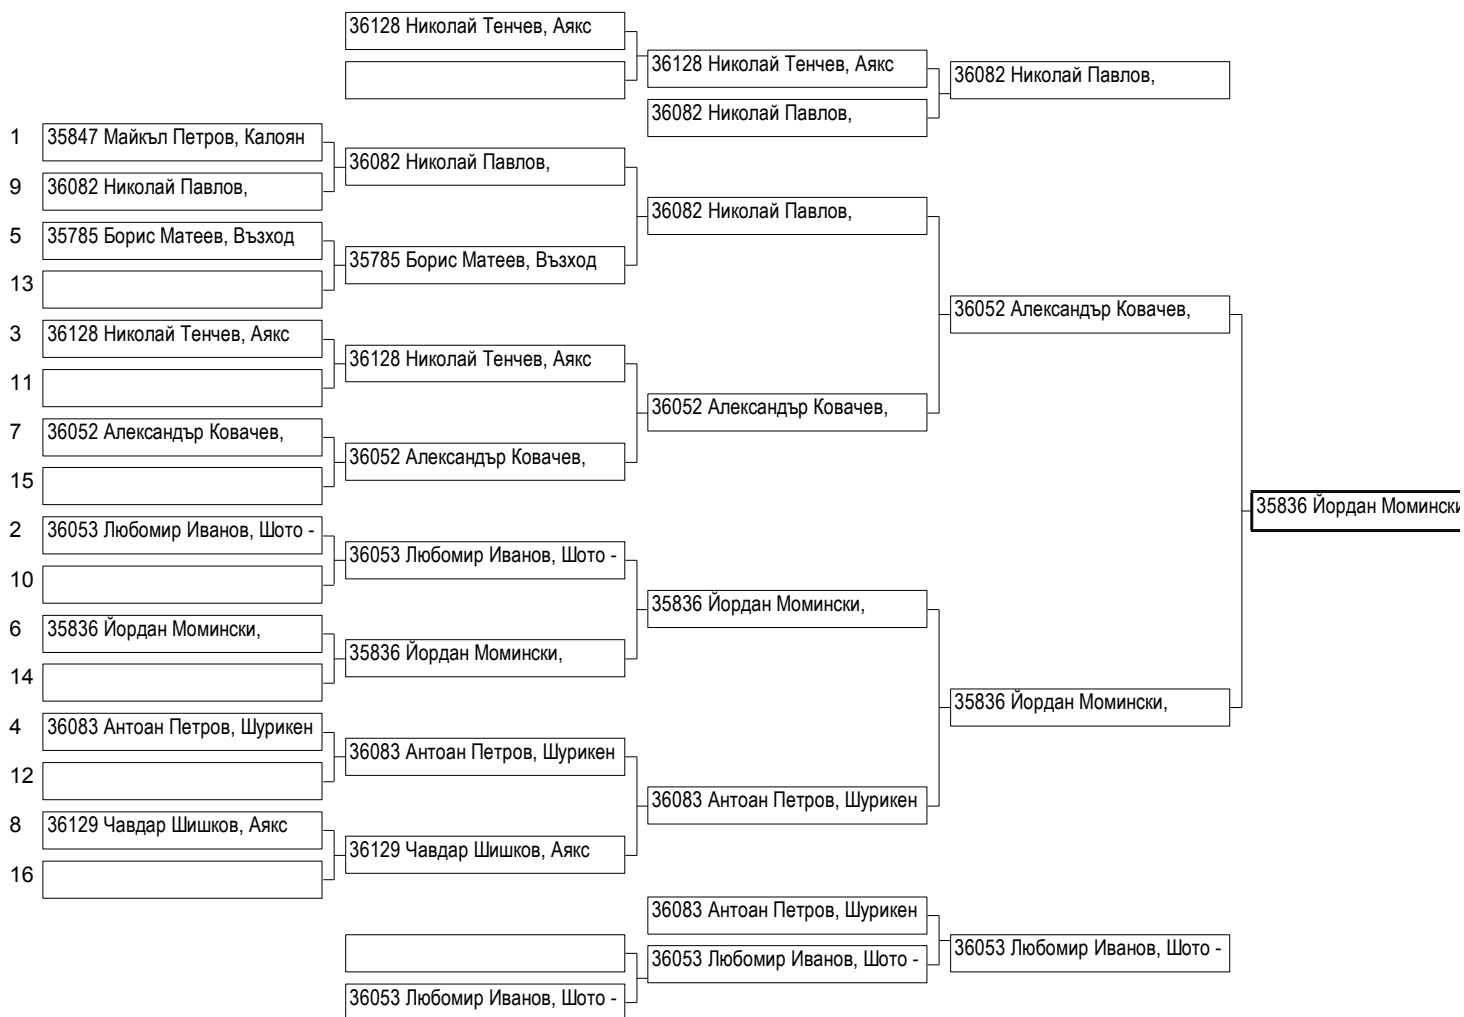 36128 Николай Тенчев, Аякс
36128 Николай Тенчев, Аякс
36082 Николай Павлов,
36082 Николай Павлов,
1 35847 Майкъл Петров, Калоян
36082 Николай Павлов,
9 36082 Николай Павлов,
36082 Николай Павлов,
5 35785 Борис Матеев, Възход
35785 Борис Матеев, Възход
13
36052 Александър Ковачев,
3 36128 Николай Тенчев, Аякс
36128 Николай Тенчев, Аякс
11
36052 Александър Ковачев,
7 36052 Александър Ковачев,
36052 Александър Ковачев,
15
35836 Йордан Момински
2 36053 Любомир Иванов, Шото -
36053 Любомир Иванов, Шото -
10
35836 Йордан Момински,
6 35836 Йордан Момински,
35836 Йордан Момински,
14
35836 Йордан Момински,
4 36083 Антоан Петров, Шурикен
36083 Антоан Петров, Шурикен
12
36083 Антоан Петров, Шурикен
8 36129 Чавдар Шишков, Аякс
36129 Чавдар Шишков, Аякс
16
36083 Антоан Петров, Шурикен
36053 Любомир Иванов, Шото -
36053 Любомир Иванов, Шото -
36053 Любомир Иванов, Шото -